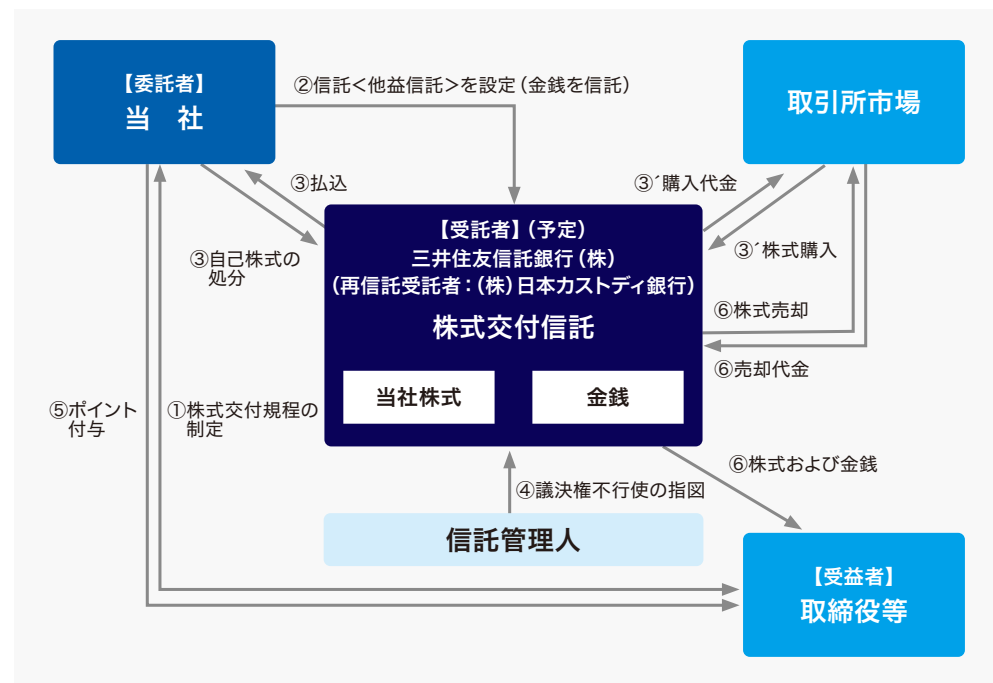 【委託者】
当　社
②信託＜他益信託＞を設定（金銭を信託）
取引所市場
③払込
③自己株式の
処分
③´購入代金
③´株式購入
【受託者】（予定）
三井住友信託銀行（株）
（再信託受託者：（株）日本カストディ銀行）
株式交付信託
当社株式
金銭
⑥株式売却
⑥売却代金
⑤ポイント
付与
①株式交付規程の
制定
④議決権不行使の指図
⑥株式および金銭
信託管理人
【受益者】
取締役等